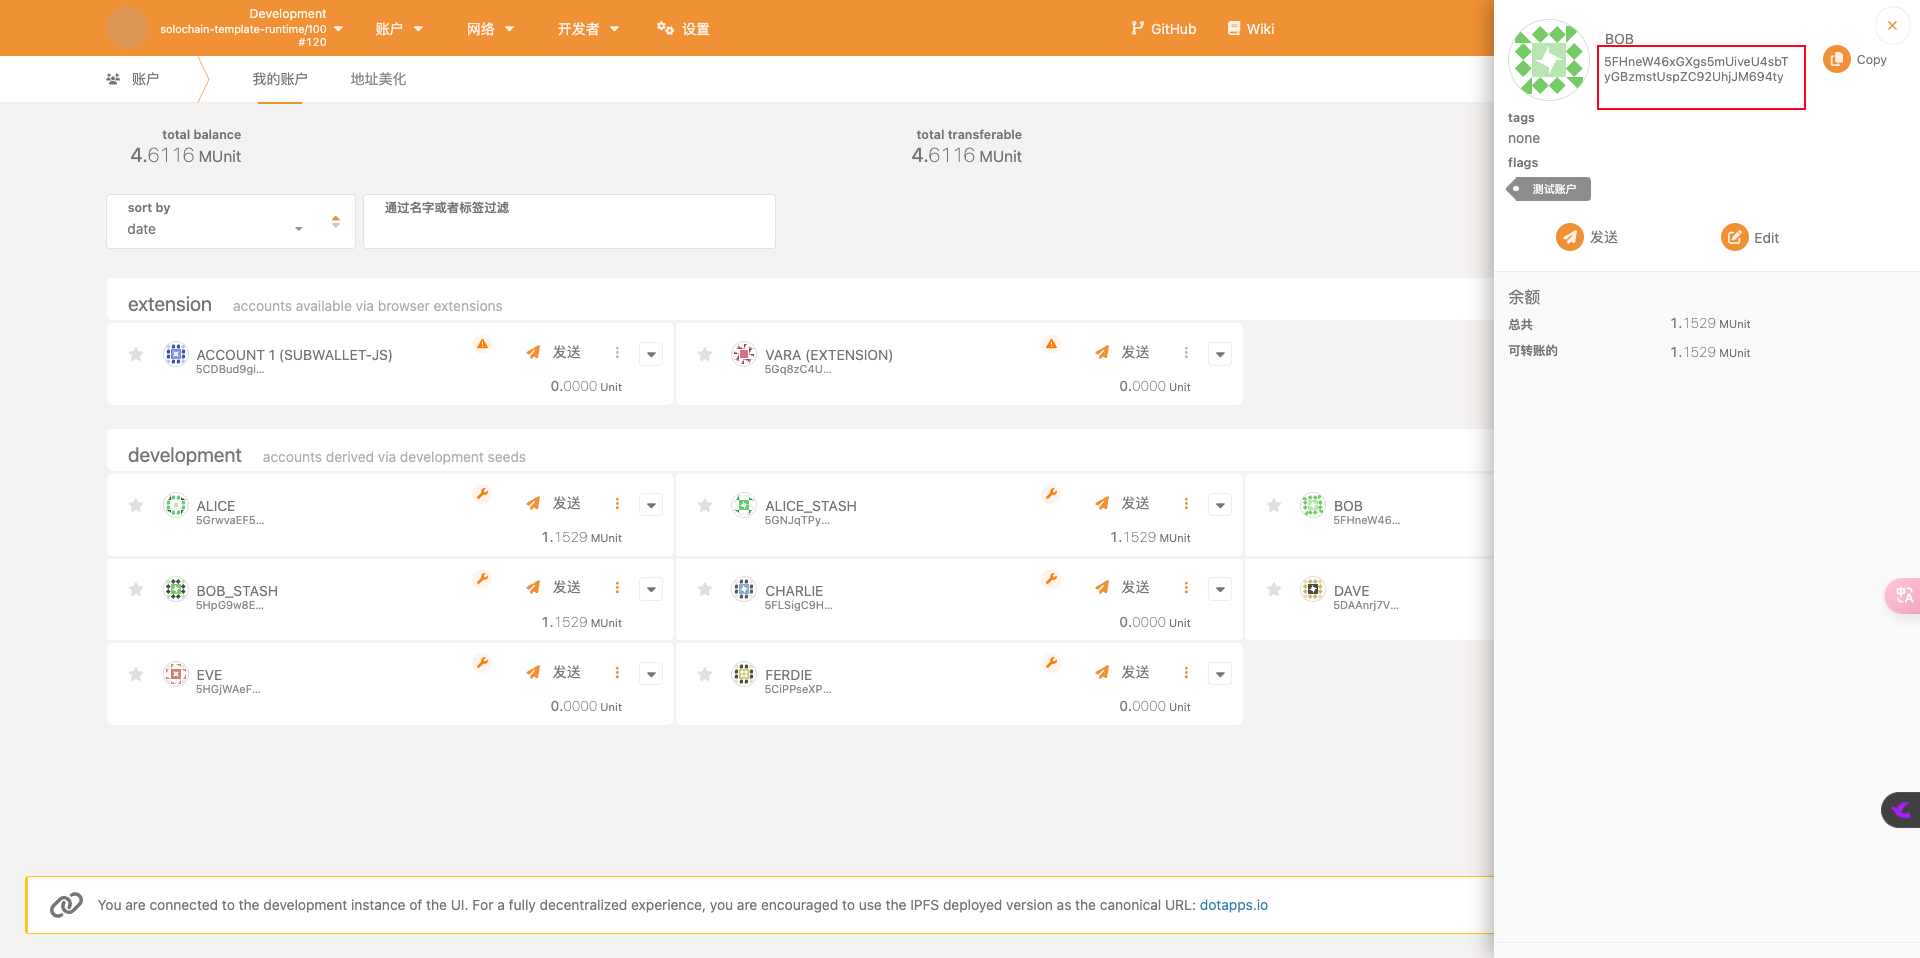 Development
solochain-template-runtime/100
#120
账户
网络
开发者
设置
GitHub
Wiki
账户
我的账户
地址美化
total balance
4.6116 MUnit
total transferable
4.6116 MUnit
sort by
date
通过名字或者标签过滤
extension accounts available via browser extensions
ACCOUNT 1 (SUBWALLET-JS)
5CDBud9gi...
发送
0.0000 Unit
VARA (EXTENSION)
5Gq8zC4U...
发送
0.0000 Unit
development accounts derived via development seeds
ALICE
5GrwvaEF5...
发送
1.1529 MUnit
ALICE_STASH
5GNJqTPy...
发送
1.1529 MUnit
BOB
5FHneW46...
BOB_STASH
5HpG9w8E...
发送
1.1529 MUnit
CHARLIE
5FLSigC9H...
发送
0.0000 Unit
DAVE
5DAAnrj7V...
EVE
5HGjWAeF...
发送
0.0000 Unit
FERDIE
5CiPPseXP...
发送
0.0000 Unit
You are connected to the development instance of the UI. For a fully decentralized experience, you are encouraged to use the IPFS deployed version as the canonical URL: dotapps.io
BOB
5FHneW46xGXgs5mUiveU4sbT
yGBzmstUspZC92UhjJM694ty
Copy
tags
none
flags
测试账户
发送
Edit
余额
总共
1.1529 MUnit
可转账的
1.1529 MUnit